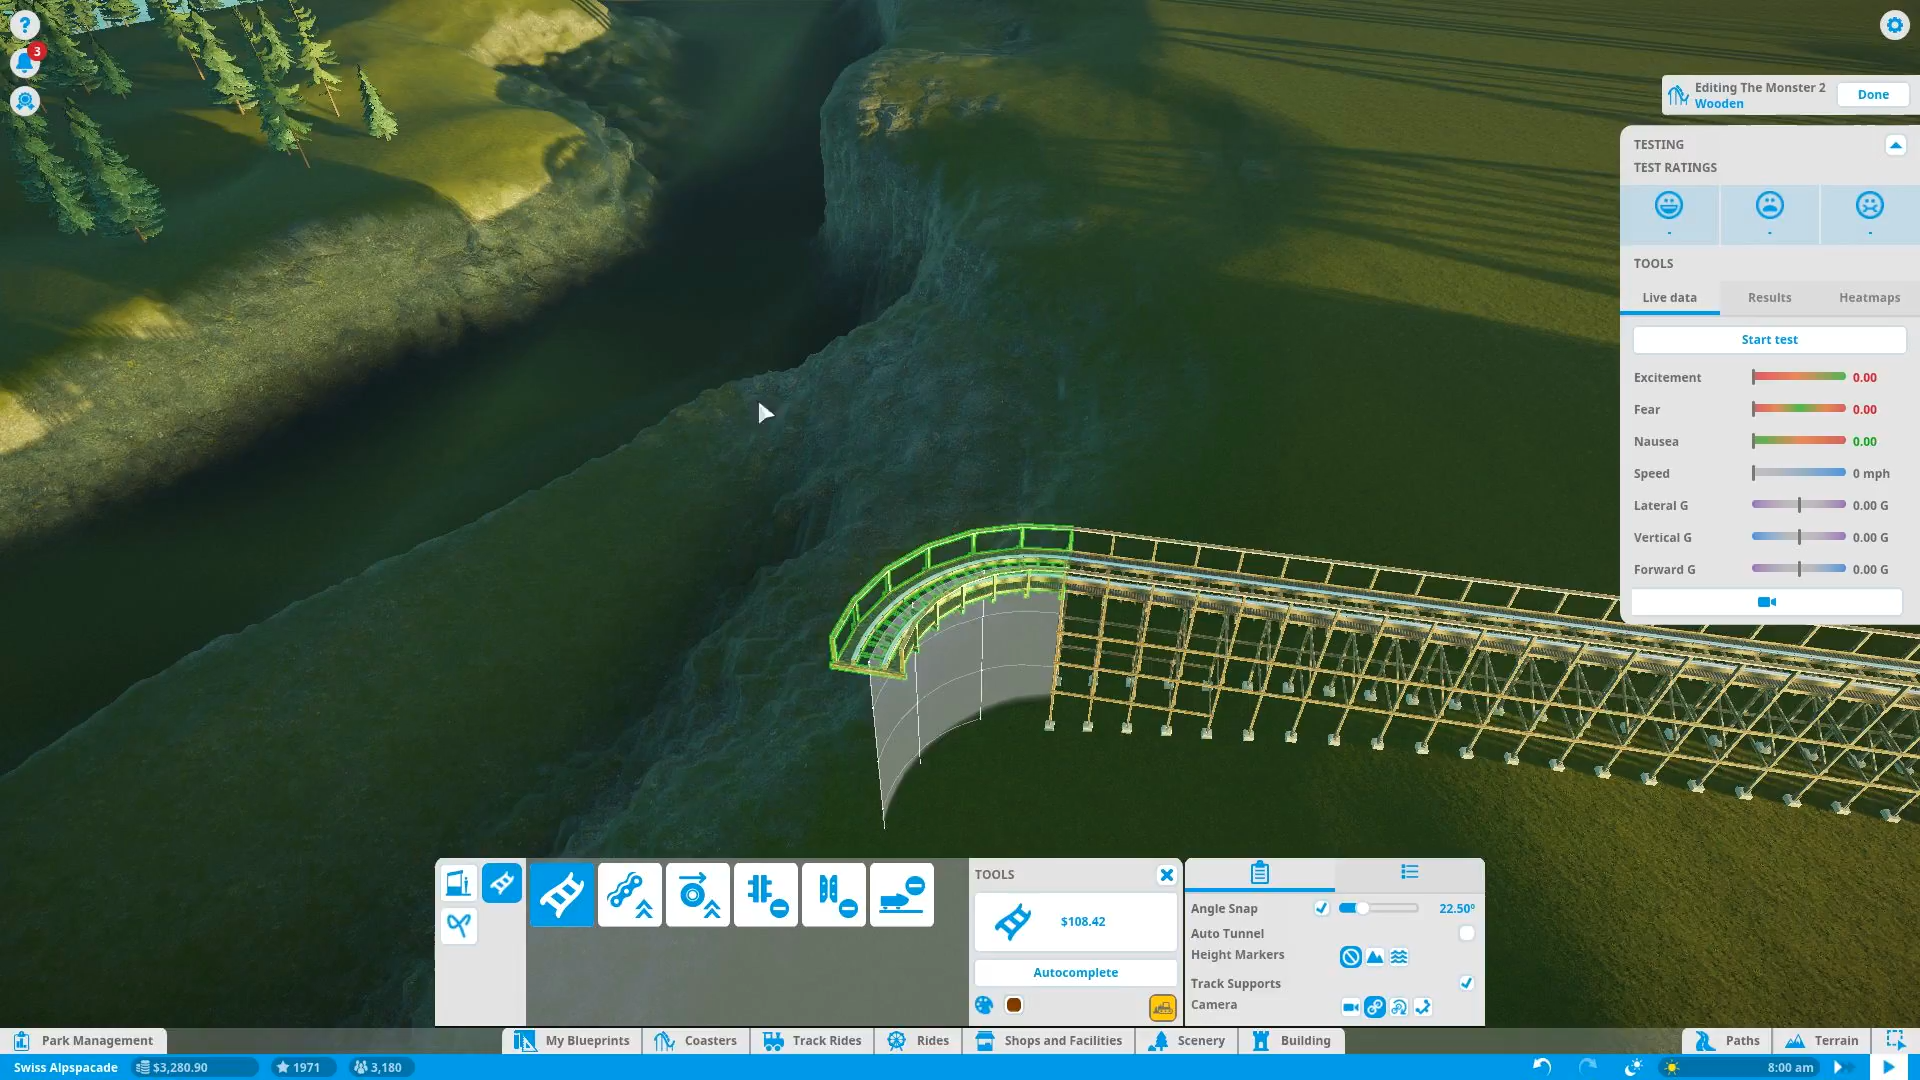 ?
3
Editing The Monster 2
Wooden
Done
TESTING
TEST RATINGS
-
-
-
TOOLS
Live data
Results
Heatmaps
Start test
Excitement
0.00
Fear
0.00
Nausea
0.00
Speed
0 mph
Lateral G
0.00 G
Vertical G
0.00 G
Forward G
0.00 G
TOOLS
$108.42
Autocomplete
Angle Snap
22.50°
Auto Tunnel
Height Markers
Track Supports
Camera
Park Management
My Blueprints
Coasters
Track Rides
Rides
Shops and Facilities
Scenery
Building
Paths
Terrain
Swiss Alpspacade
$3,280.90
1971
3,180
8:00 am